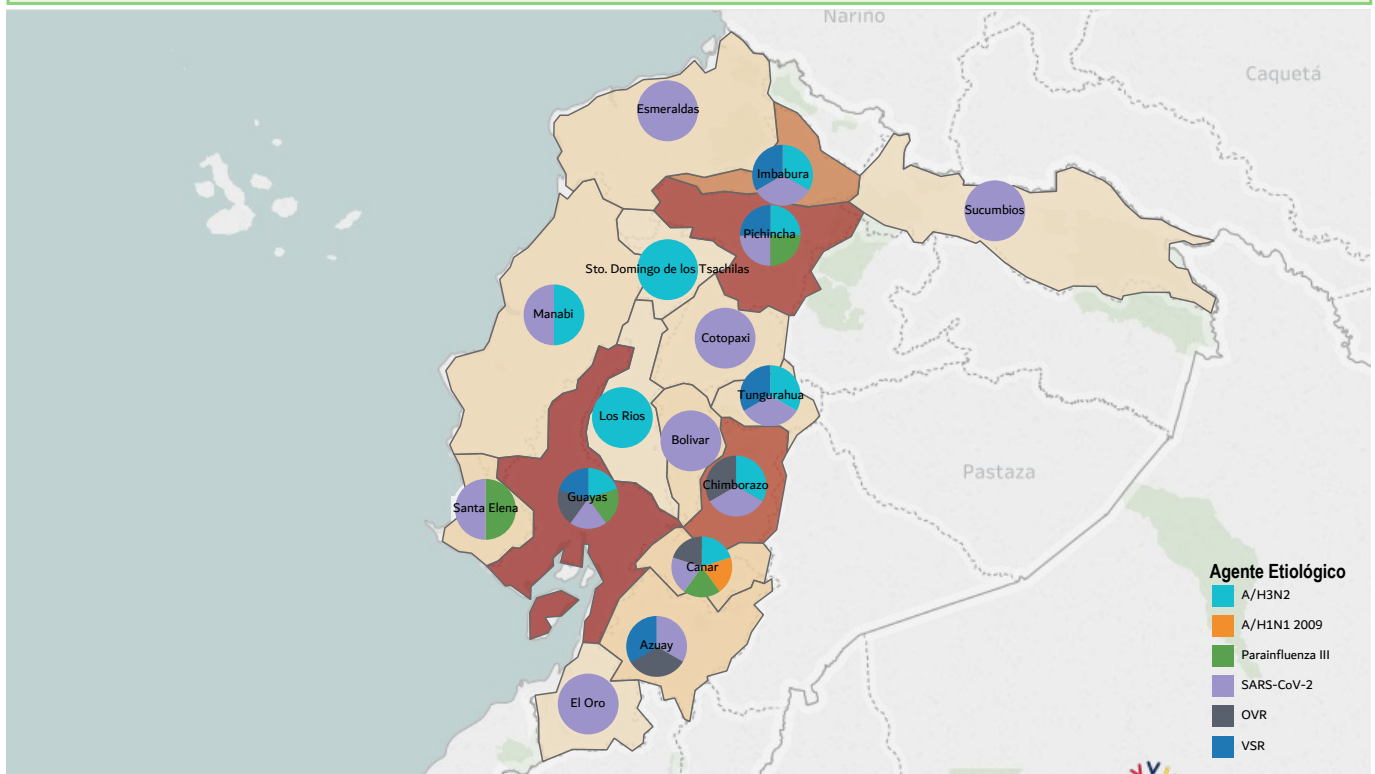 Nariño
Caquetá
Esmeraldas
Imbabura
Sucumbios
Pichincha
Sto. Domingo de los Tsachilas
Manabi
Cotopaxi
Tungurahua
Los Rios
Bolivar
Pastaza
Chimborazo
Guayas
Santa Elena
Canar
Azuay
El Oro
Agente Etiológico
A/H3N2
A/H1N1 2009
Parainfluenza III
SARS-CoV-2
OVR
VSR